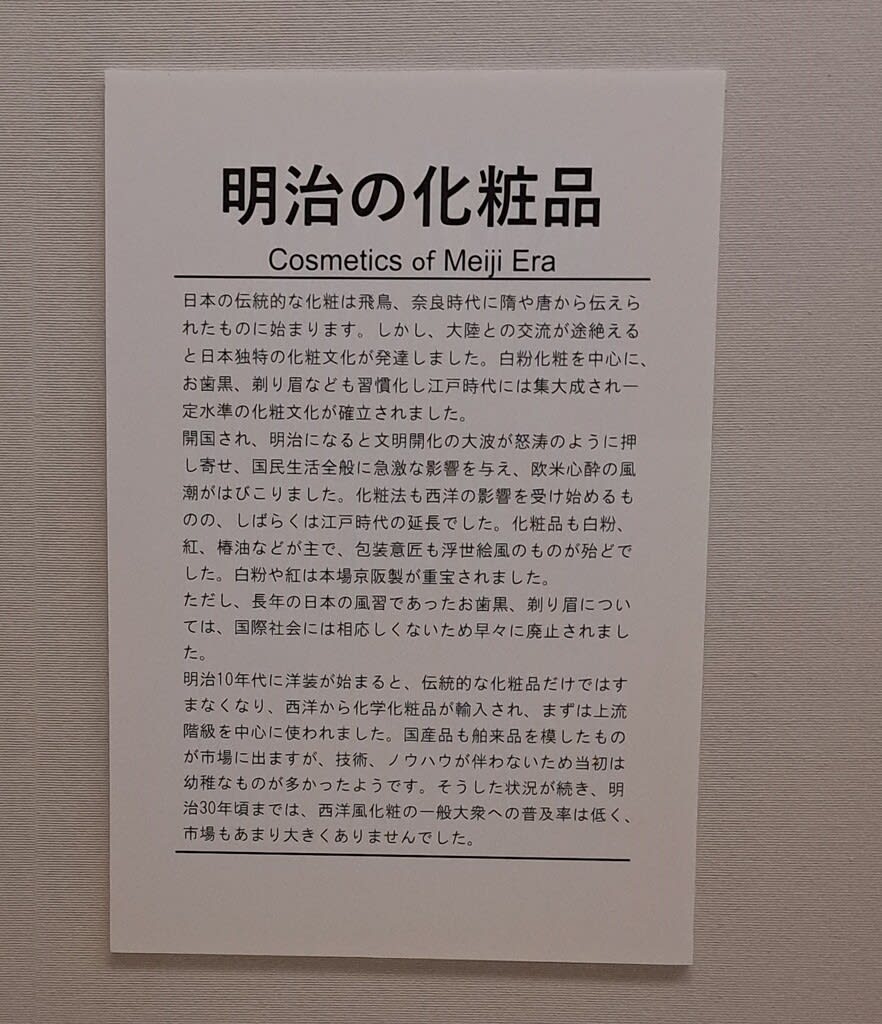 明治の化粧品
Cosmetics of Meiji Era
日本の伝統的な化粧は飛鳥、奈良時代に隋や唐から伝えら
れたものに始まります。しかし、大陸との交流が途絶える
と日本独特の化粧文化が発達しました。白粉化粧を中心に、
お歯黒、剃り眉なども習慣化し江戸時代には集大成され一
定水準の化粧文化が確立されました。
開国され、明治になると文明開化の大波が怒涛のように押
し寄せ、国民生活全般に急激な影響を与え、欧米心酔の風
潮がはびこりました。化粧法も西洋の影響を受け始めるも
のの、しばらくは江戸時代の延長でした。化粧品も白粉、
紅、椿油などが主で、包装意匠も浮世絵風のものが殆どで
した。白粉や紅は本場京阪製が重宝されました。
ただし、長年の日本の風習であったお歯黒、剃り眉につい
ては、国際社会には相応しくないため早々に廃止されまし
た。
明治10年代に洋装が始まると、伝統的な化粧品だけではす
まなくなり、西洋から化学化粧品が輸入され、まずは上流
階級を中心に使われました。国産品も舶来品を模したもの
が市場に出ますが、技術、ノウハウが伴わないため当初は
幼稚なものが多かったようです。そうした状況が続き、明
治30年頃までは、西洋風化粧の一般大衆への普及率は低く、
市場もあまり大きくありませんでした。